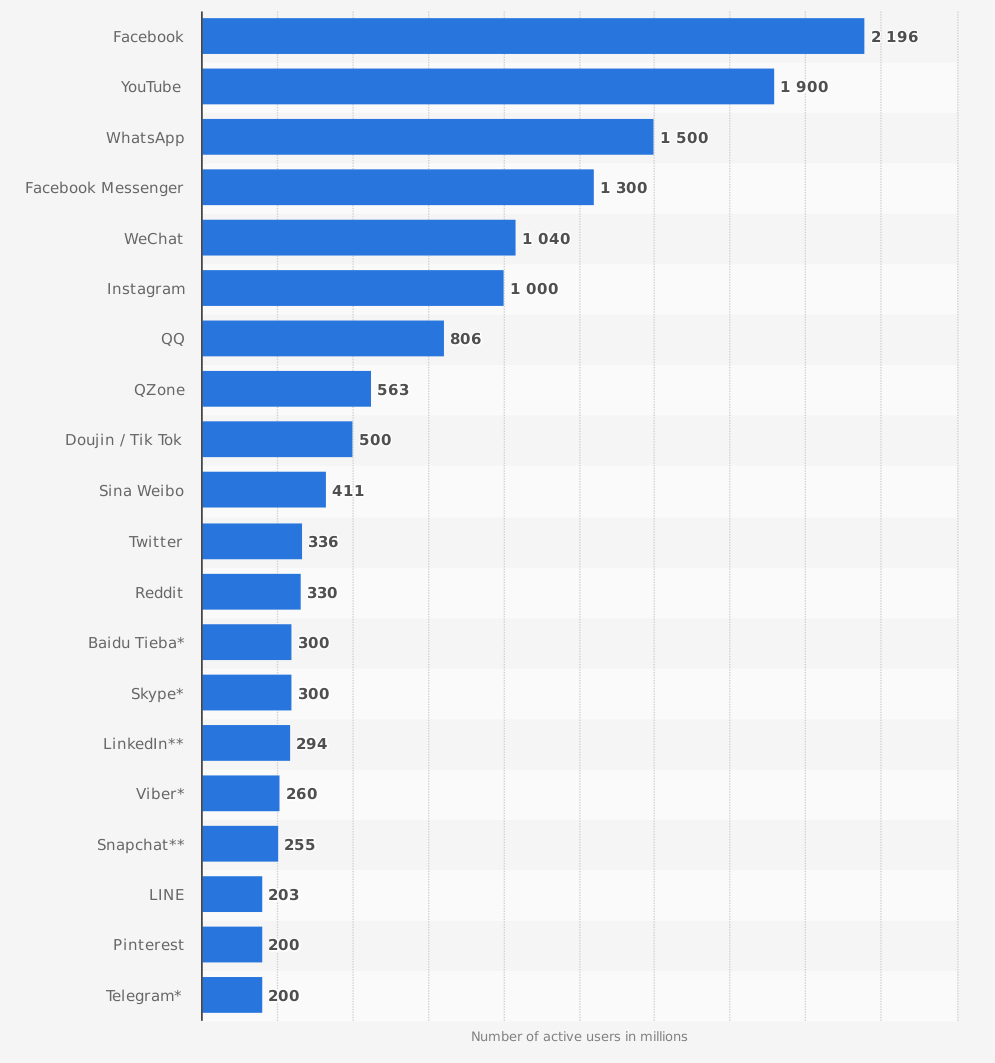 Facebook 2 196
YouTube 1 900
WhatsApp 1 500
Facebook Messenger 1 300
WeChat 1 040
Instagram 1 000
QQ 806
QZone 563
Doujin / Tik Tok 500
Sina Weibo 411
Twitter 336
Reddit 330
Baidu Tieba* 300
Skype* 300
LinkedIn** 294
Viber* 260
Snapchat** 255
LINE 203
Pinterest 200
Telegram* 200
Number of active users in millions